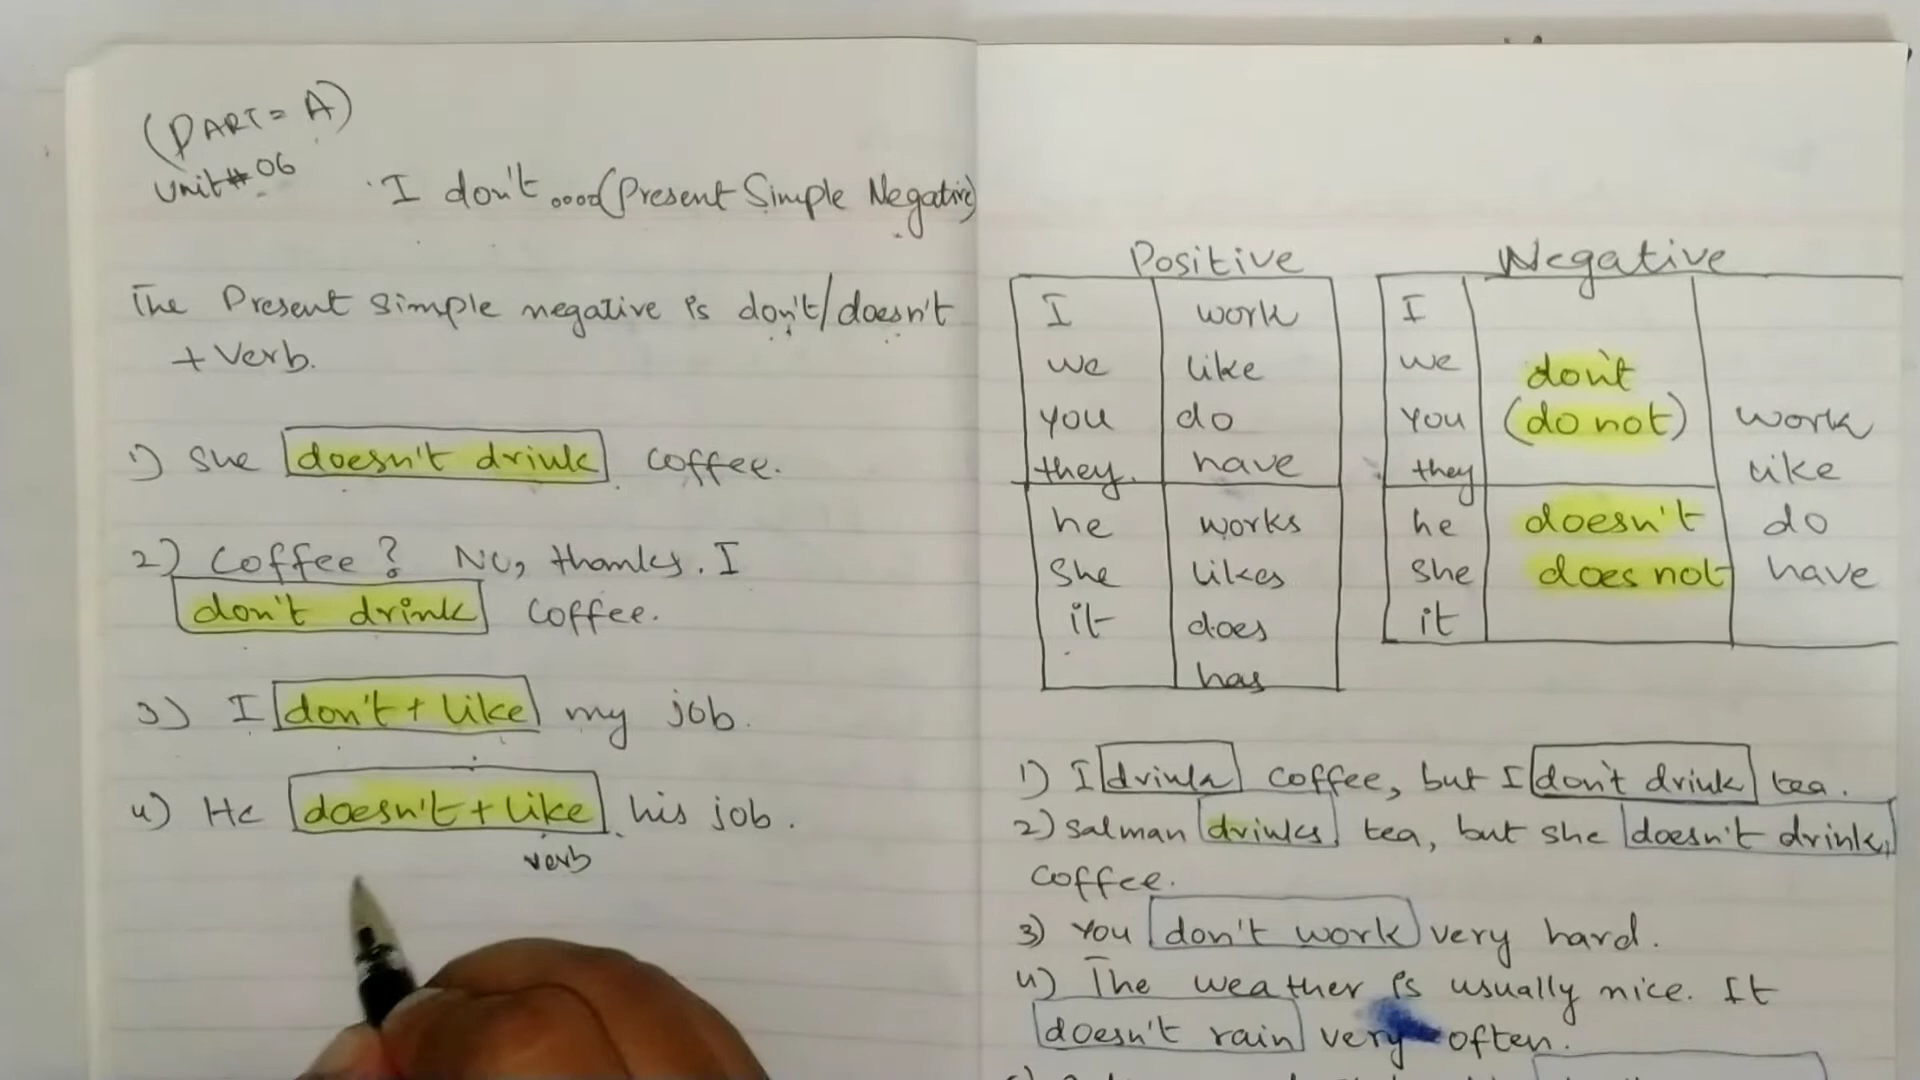 (PART = A)
Unit # 06
I don't ....(Present Simple Negative)
The Present simple negative is don't/doesn't
+ Verb.
1) She doesn't drink coffee.
2) Coffee? No, thanks. I
don't drink coffee.
3) I don't + like my job.
4) He doesn't + like his job.
verb
Positive
I work
we like
you do
they. have
he works
She likes
it does
has
Negative
I
we don't
you (do not) work
they like
he doesn't do
she does not have
it
1) I drink coffee, but I don't drink tea.
2) Salman drinks tea, but she doesn't drink
coffee.
3) You don't work very hard.
4) The weather is usually nice. It
doesn't rain very often.